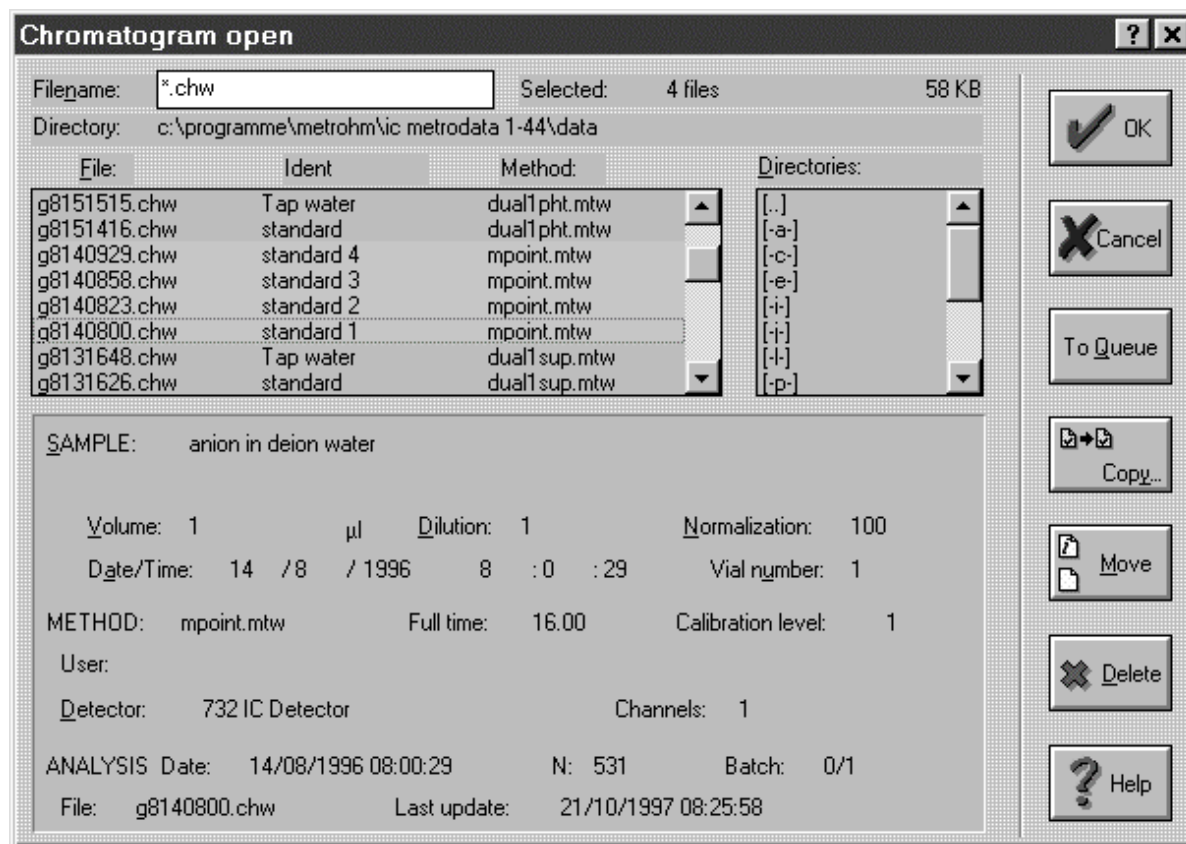 Chromatogram open
Filename: *.chw Selected: 4 files 58 KB
Directory: c:\programme\metrohm\ic metrodata 1-44\data
File: Ident Method: Directories:
g8151515.chw Tap water dual1pht.mtw [..]
g8151416.chw standard dual1pht.mtw [-a-]
g8140929.chw standard 4 mpoint.mtw [-c-]
g8140858.chw standard 3 mpoint.mtw [-e-]
g8140823.chw standard 2 mpoint.mtw [-i-]
g8140800.chw standard 1 mpoint.mtw [-j-]
g8131648.chw Tap water dual1sup.mtw [-l-]
g8131626.chw standard dual1sup.mtw [-p-]
SAMPLE: anion in deion water
Volume: 1 µl Dilution: 1 Normalization: 100
Date/Time: 14 / 8 / 1996 8 : 0 : 29 Vial number: 1
METHOD: mpoint.mtw Full time: 16.00 Calibration level: 1
User:
Detector: 732 IC Detector Channels: 1
ANALYSIS Date: 14/08/1996 08:00:29 N: 531 Batch: 0/1
File: g8140800.chw Last update: 21/10/1997 08:25:58
OK
Cancel
To Queue
Copy...
Move
Delete
Help